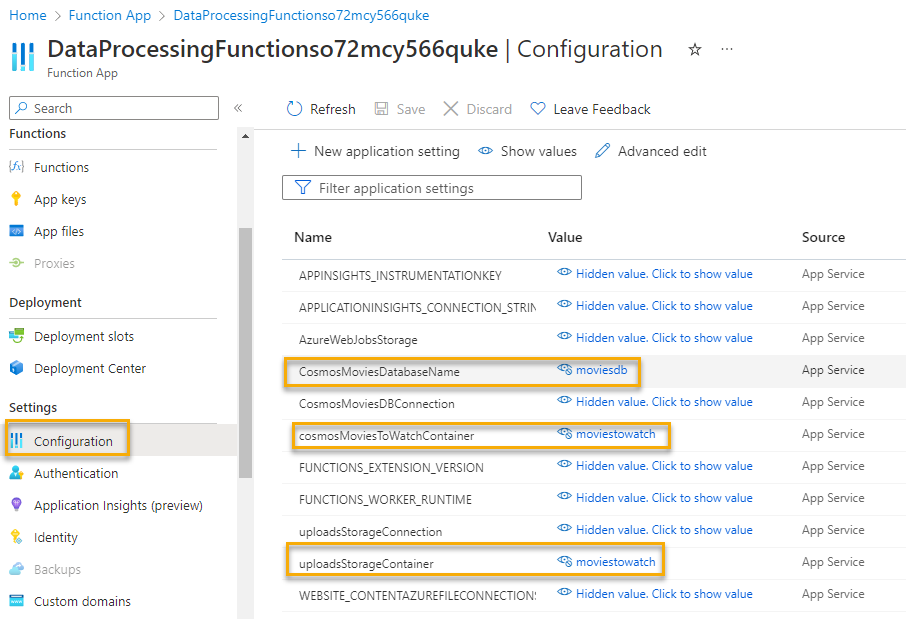 Home > Function App > DataProcessingFunctionso72mcy566quke
DataProcessingFunctionso72mcy566quke | Configuration
Function App
Search
«
Refresh Save Discard Leave Feedback
Functions
Functions
App keys
App files
Proxies
Deployment
Deployment slots
Deployment Center
Settings
Configuration
Authentication
Application Insights (preview)
Identity
Backups
Custom domains
New application setting Show values Advanced edit
Filter application settings
Name Value Source
APPINSIGHTS_INSTRUMENTATIONKEY Hidden value. Click to show value App Service
APPLICATIONINSIGHTS_CONNECTION_STRIN Hidden value. Click to show value App Service
AzureWebJobsStorage Hidden value. Click to show value App Service
CosmosMoviesDatabaseName moviesdb App Service
CosmosMoviesDBConnection Hidden value. Click to show value App Service
cosmosMoviesToWatchContainer moviestowatch App Service
FUNCTIONS_EXTENSION_VERSION Hidden value. Click to show value App Service
FUNCTIONS_WORKER_RUNTIME Hidden value. Click to show value App Service
uploadsStorageConnection Hidden value. Click to show value App Service
uploadsStorageContainer moviestowatch App Service
WEBSITE_CONTENTAZUREFILECONNECTIONS Hidden value. Click to show value App Service